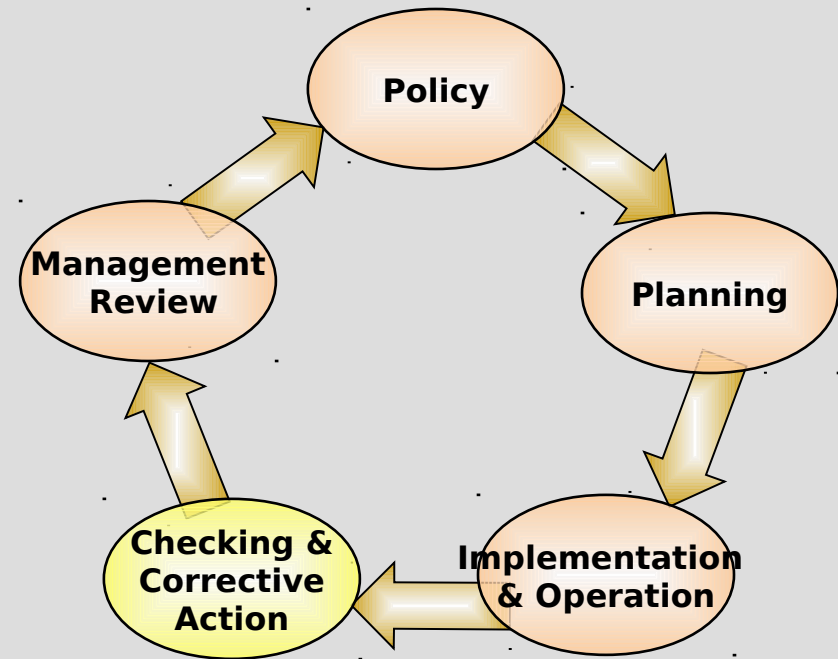 Policy
Planning
Implementation
& Operation
Checking &
Corrective
Action
Management
Review